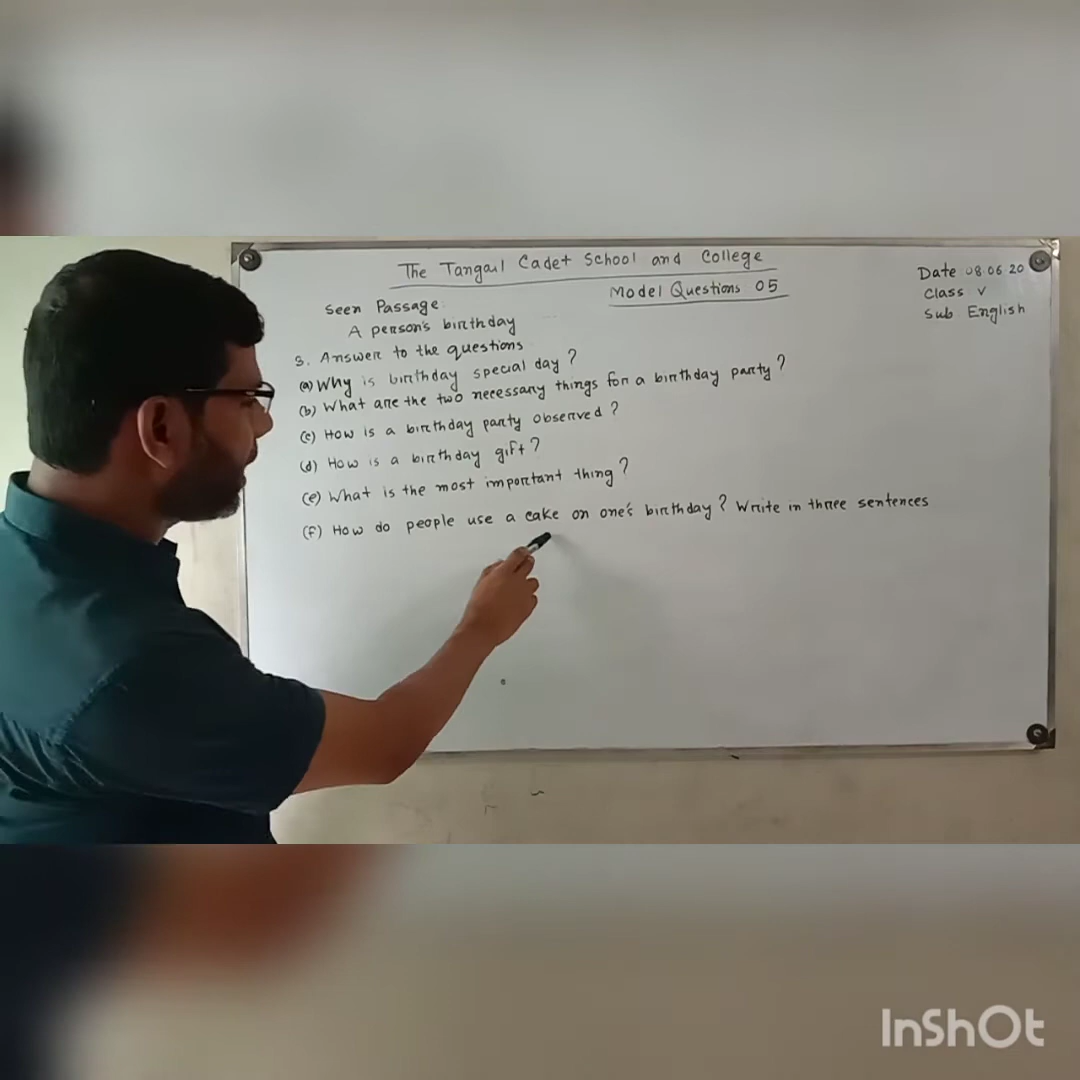 The Tangail Cadet School and College
Model Questions 05
Date 08.06.20
Class V
Sub English
Seen Passage:
A person's birthday
3. Answer to the questions
(a) Why is birthday special day?
(b) What are the two necessary things for a birthday party?
(c) How is a birthday party observed?
(d) How is a birthday gift?
(e) What is the most important thing?
(f) How do people use a cake on one's birthday? Write in three sentences
InShOt